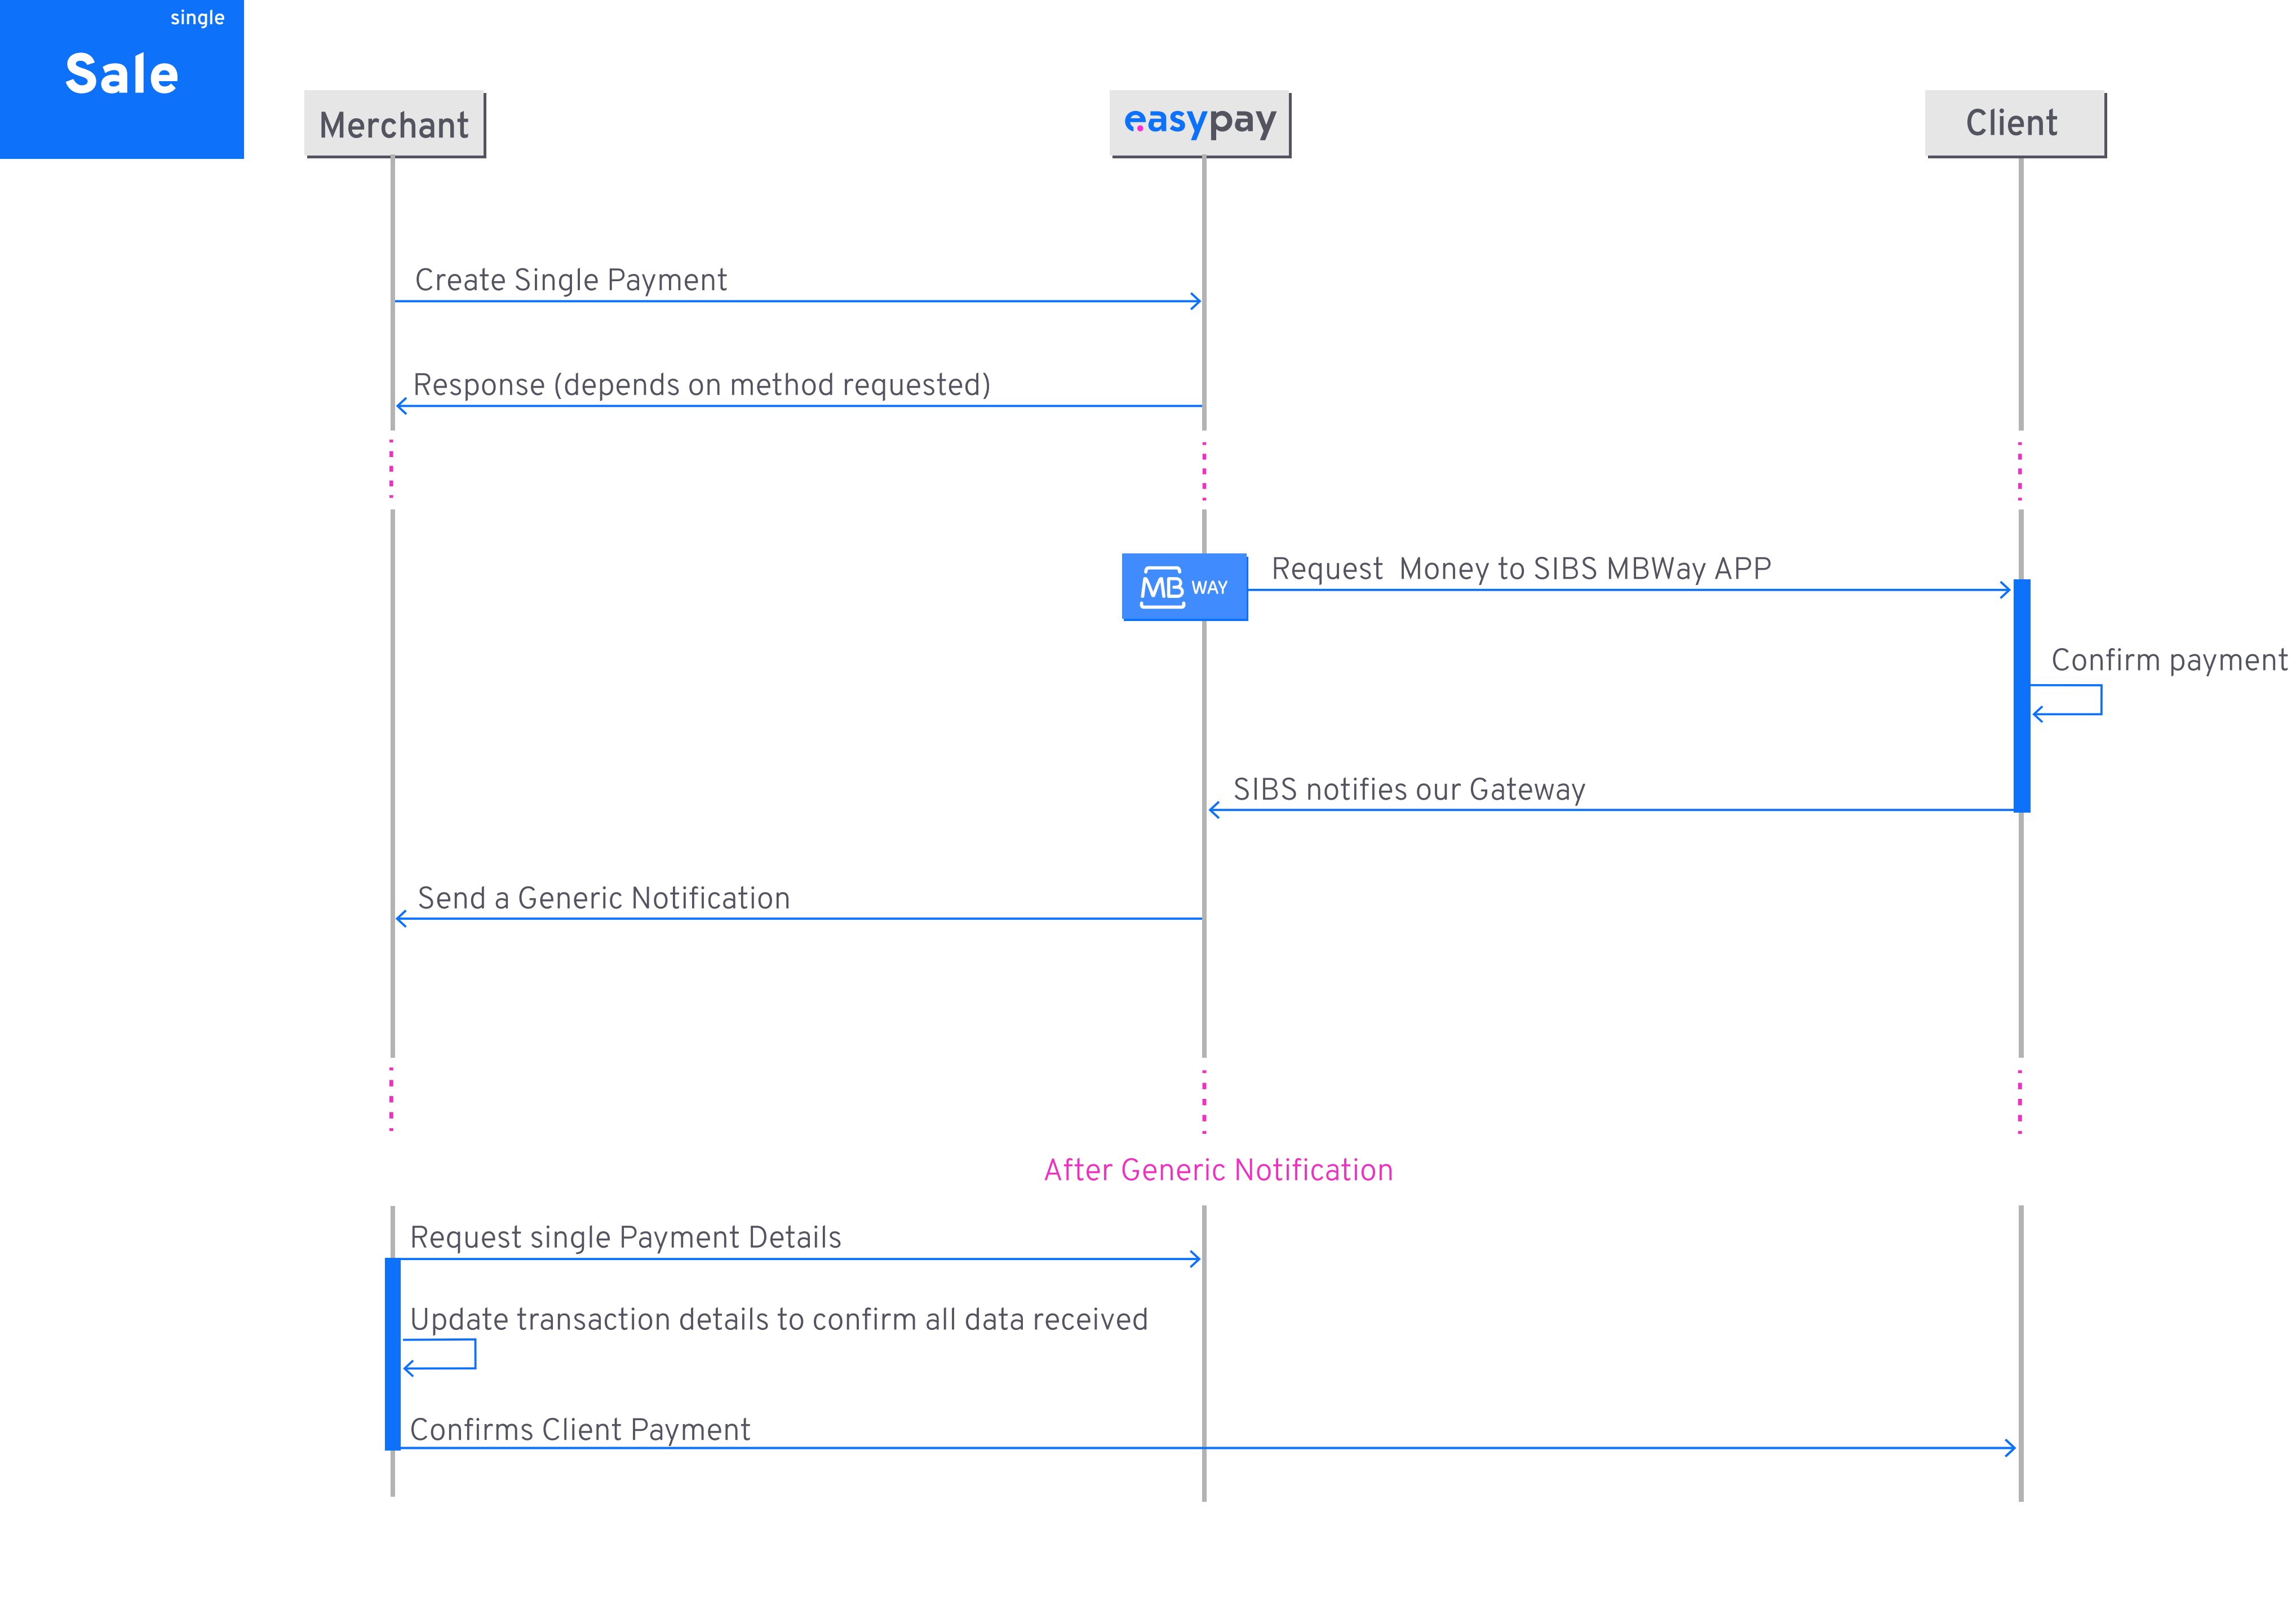 single
Sale
Merchant
easypay
Client
Create Single Payment
Response (depends on method requested)
MB WAY
Request Money to SIBS MBWay APP
Confirm payment
SIBS notifies our Gateway
Send a Generic Notification
After Generic Notification
Request single Payment Details
Update transaction details to confirm all data received
Confirms Client Payment